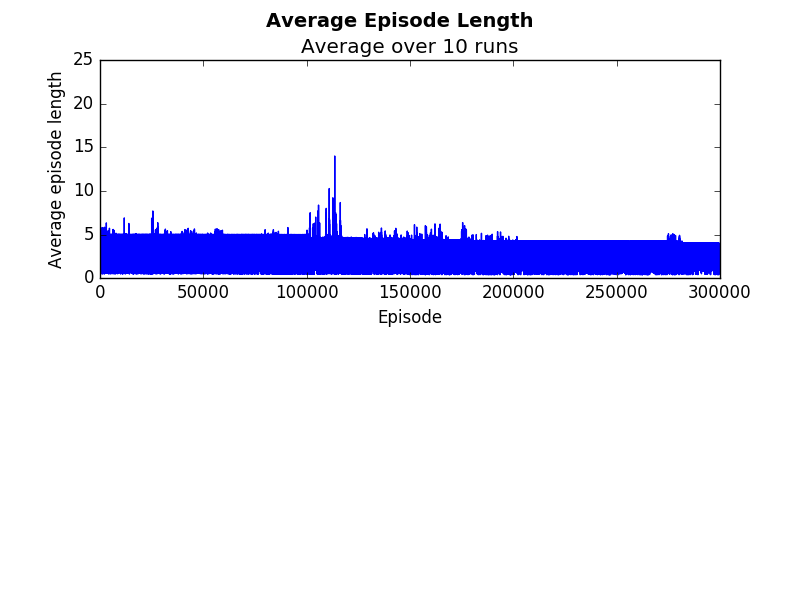 Average Episode Length
Average over 10 runs
25
20
15
10
5
0
Average episode length
0 50000 100000 150000 200000 250000 300000
Episode